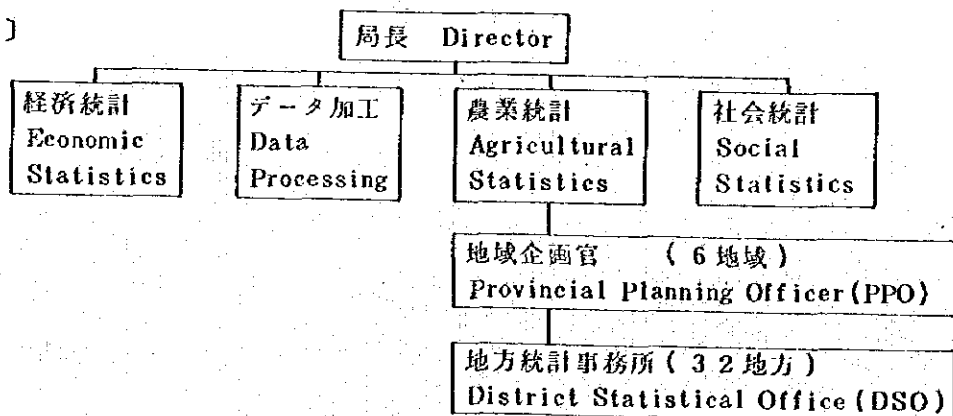 〕
局長 Director
経済統計
Economic
Statistics
データ加工
Data
Processing
農業統計
Agricultural
Statistics
社会統計
Social
Statistics
地域企画官 (6地域)
Provincial Planning Officer(PPO)
地方統計事務所(32地方)
District Statistical Office(DSO)